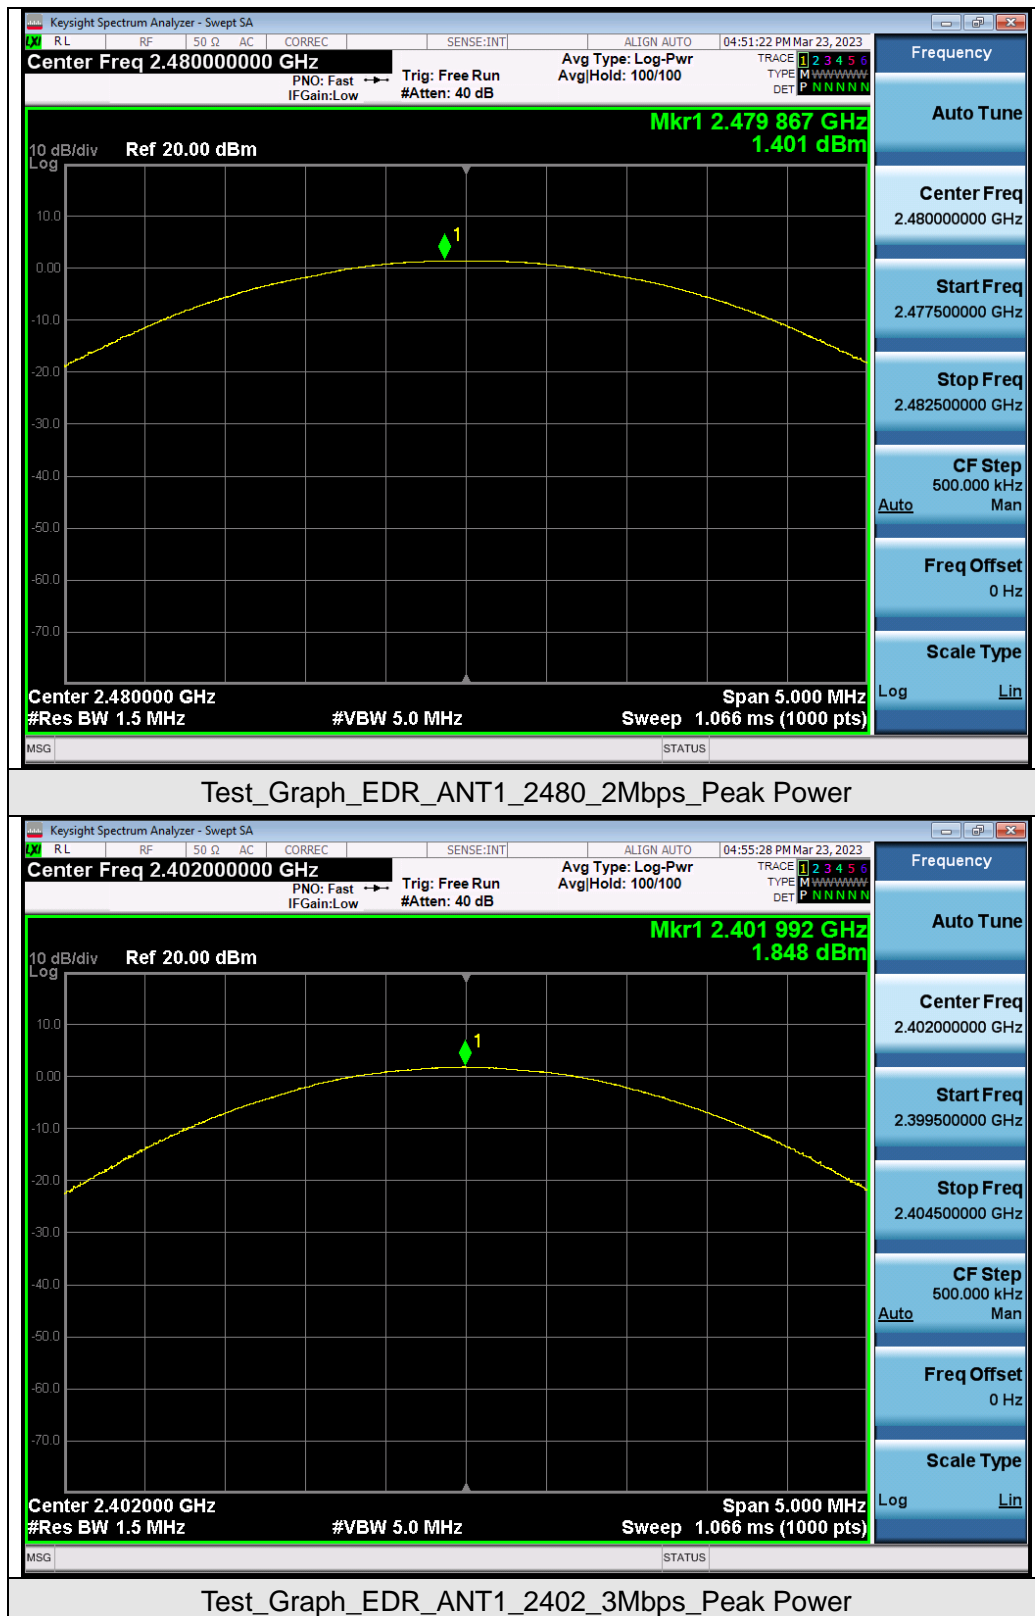 Keysight Spectrum Analyzer - Swept SA
LXI RL RF 50 Ω AC CORREC SENSE:INT ALIGN AUTO 04:51:22 PM Mar 23, 2023
Center Freq 2.480000000 GHz
PNO: Fast
IFGain:Low
Trig: Free Run
#Atten: 40 dB
Avg Type: Log-Pwr
Avg|Hold: 100/100
TRACE 1 2 3 4 5 6
TYPE M WWWWW
DET P N N N N N
Mkr1 2.479 867 GHz
1.401 dBm
10 dB/div Ref 20.00 dBm
Log
10.0
1
0.00
-10.0
-20.0
-30.0
-40.0
-50.0
-60.0
-70.0
Center 2.480000 GHz Span 5.000 MHz
#Res BW 1.5 MHz #VBW 5.0 MHz Sweep 1.066 ms (1000 pts)
MSG STATUS
Frequency
Auto Tune
Center Freq
2.480000000 GHz
Start Freq
2.477500000 GHz
Stop Freq
2.482500000 GHz
CF Step
500.000 kHz
Auto Man
Freq Offset
0 Hz
Scale Type
Log Lin
Test_Graph_EDR_ANT1_2480_2Mbps_Peak Power
Keysight Spectrum Analyzer - Swept SA
LXI RL RF 50 Ω AC CORREC SENSE:INT ALIGN AUTO 04:55:28 PM Mar 23, 2023
Center Freq 2.402000000 GHz
PNO: Fast
IFGain:Low
Trig: Free Run
#Atten: 40 dB
Avg Type: Log-Pwr
Avg|Hold: 100/100
TRACE 1 2 3 4 5 6
TYPE M WWWWW
DET P N N N N N
Mkr1 2.401 992 GHz
1.848 dBm
10 dB/div Ref 20.00 dBm
Log
10.0
1
0.00
-10.0
-20.0
-30.0
-40.0
-50.0
-60.0
-70.0
Center 2.402000 GHz Span 5.000 MHz
#Res BW 1.5 MHz #VBW 5.0 MHz Sweep 1.066 ms (1000 pts)
MSG STATUS
Frequency
Auto Tune
Center Freq
2.402000000 GHz
Start Freq
2.399500000 GHz
Stop Freq
2.404500000 GHz
CF Step
500.000 kHz
Auto Man
Freq Offset
0 Hz
Scale Type
Log Lin
Test_Graph_EDR_ANT1_2402_3Mbps_Peak Power